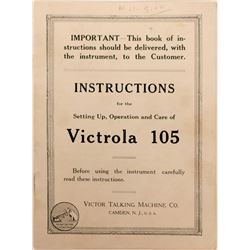 IMPORTANT—This book of in-
structions should be delivered, with
the instrument, to the Customer.
INSTRUCTIONS
for the
Setting Up, Operation and Care of
Victrola 105
Before using the instrument carefully
read these instructions.
VICTOR TALKING MACHINE CO.
CAMDEN, N. J., U. S. A.